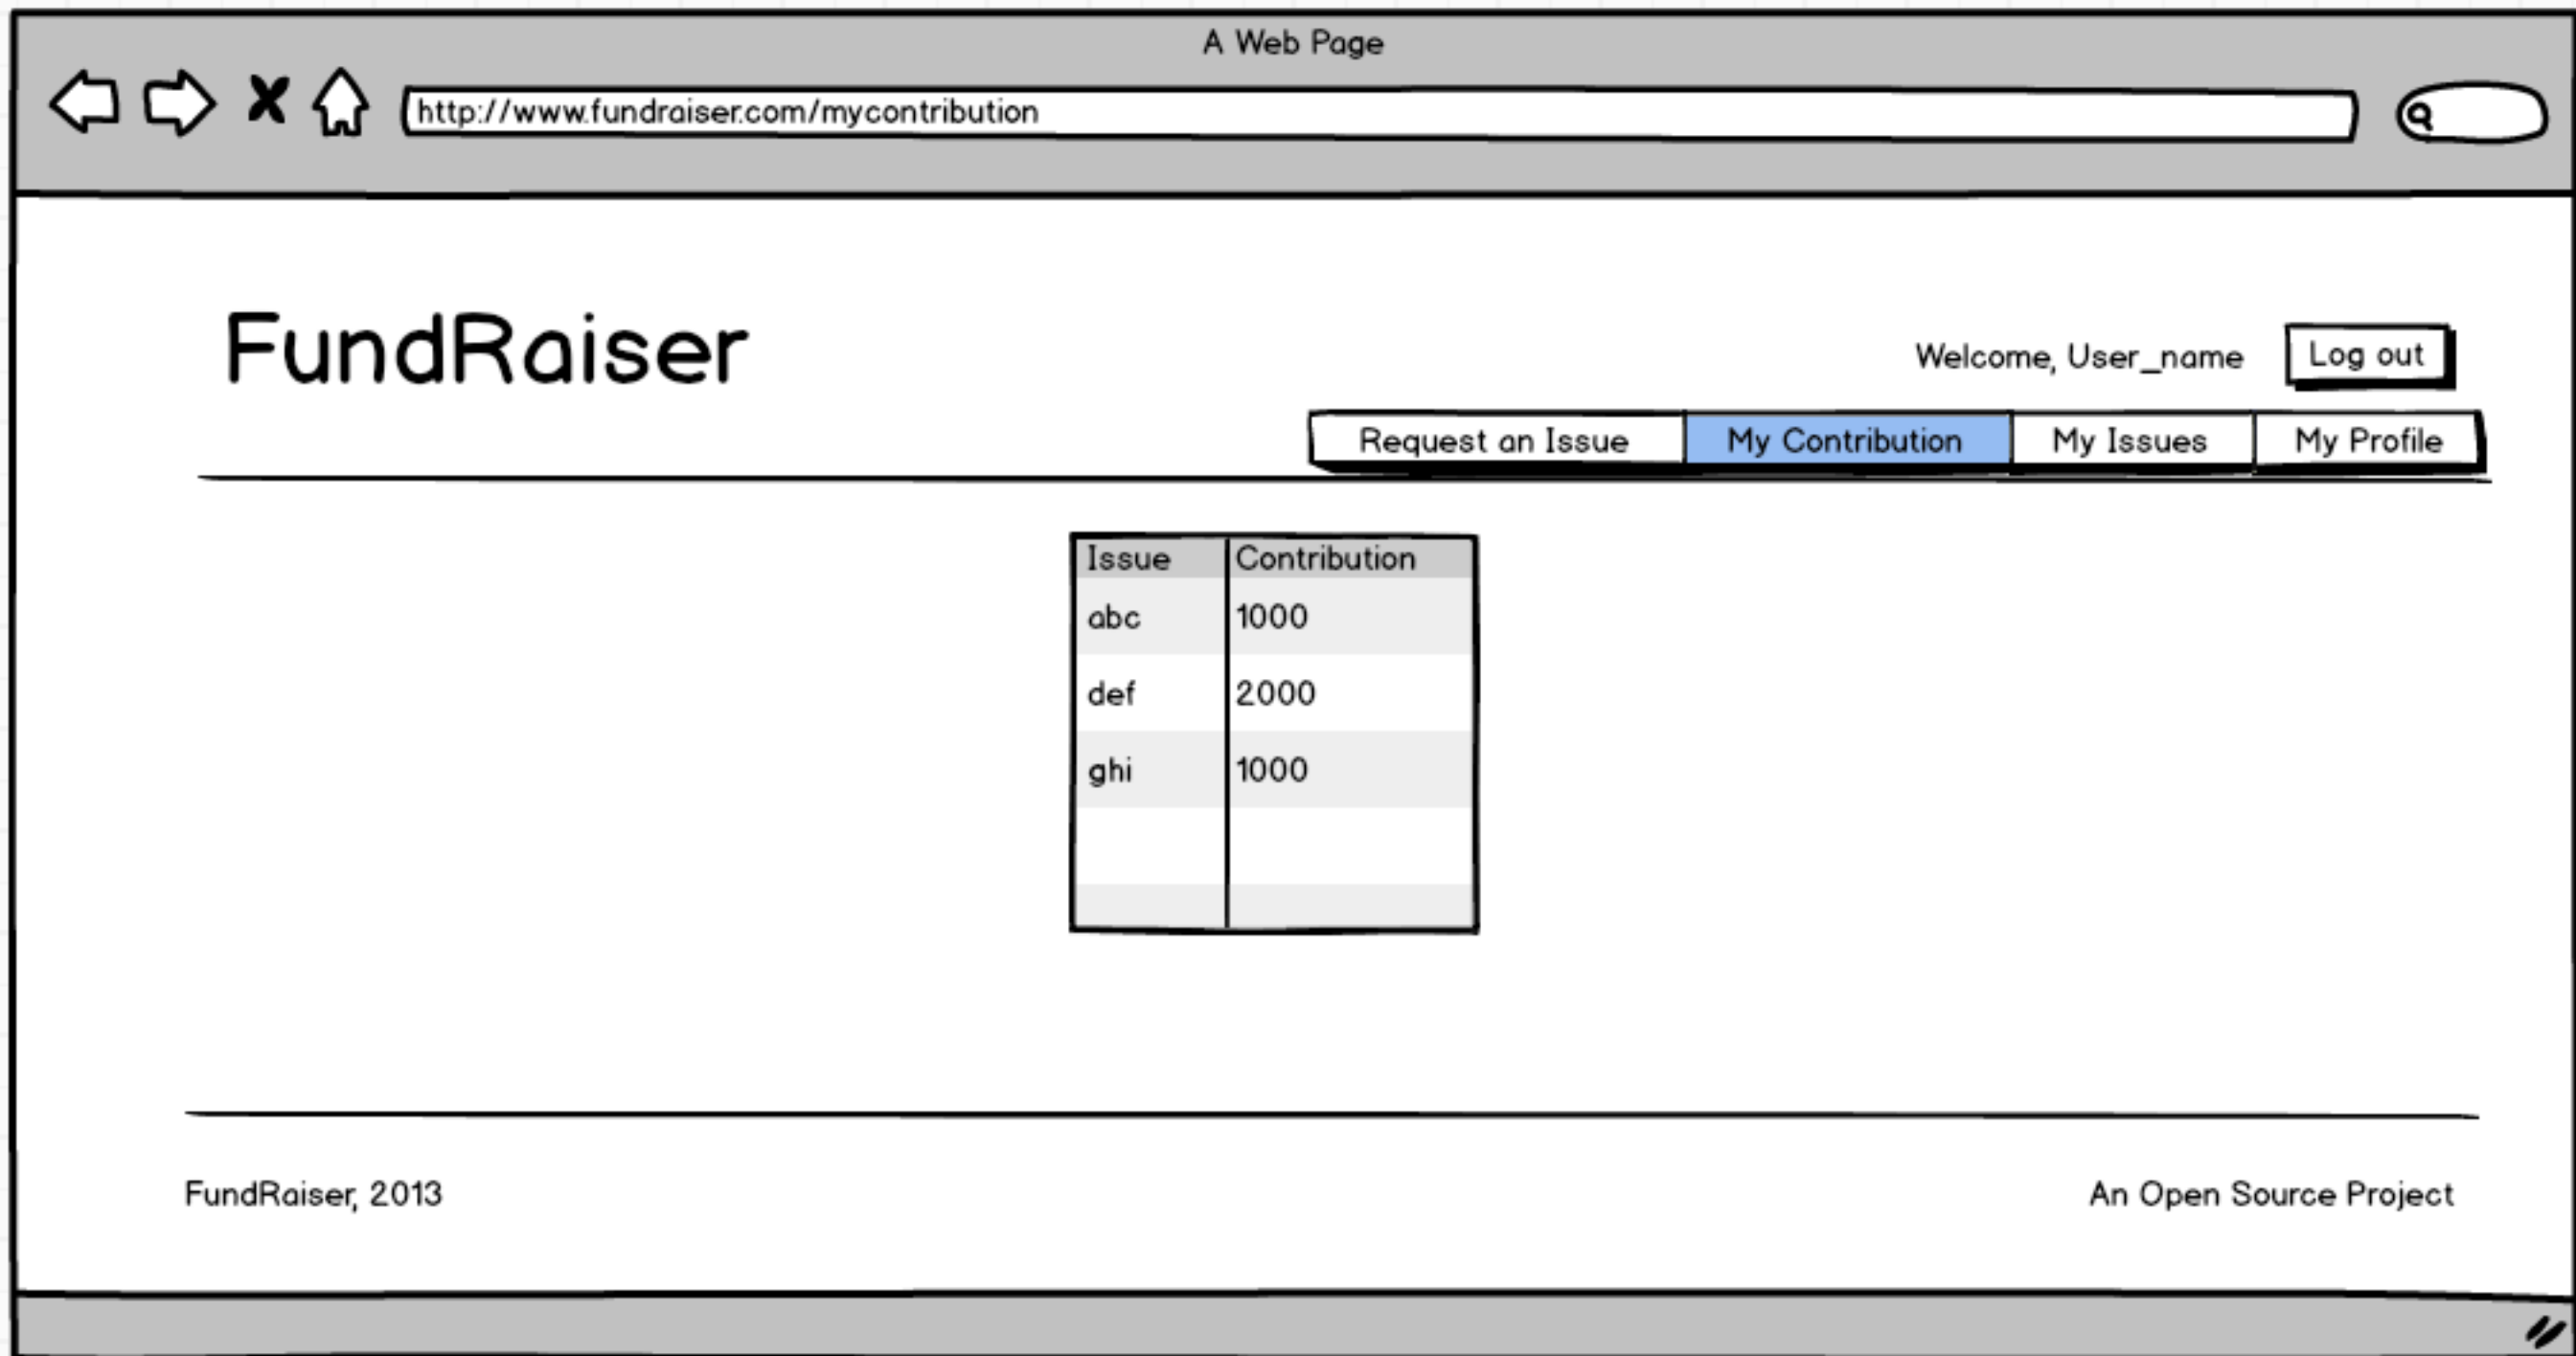 A Web Page
http://www.fundraiser.com/mycontribution
FundRaiser
Welcome, User_name
Log out
Request an Issue My Contribution My Issues My Profile
Issue Contribution
abc 1000
def 2000
ghi 1000
FundRaiser, 2013
An Open Source Project